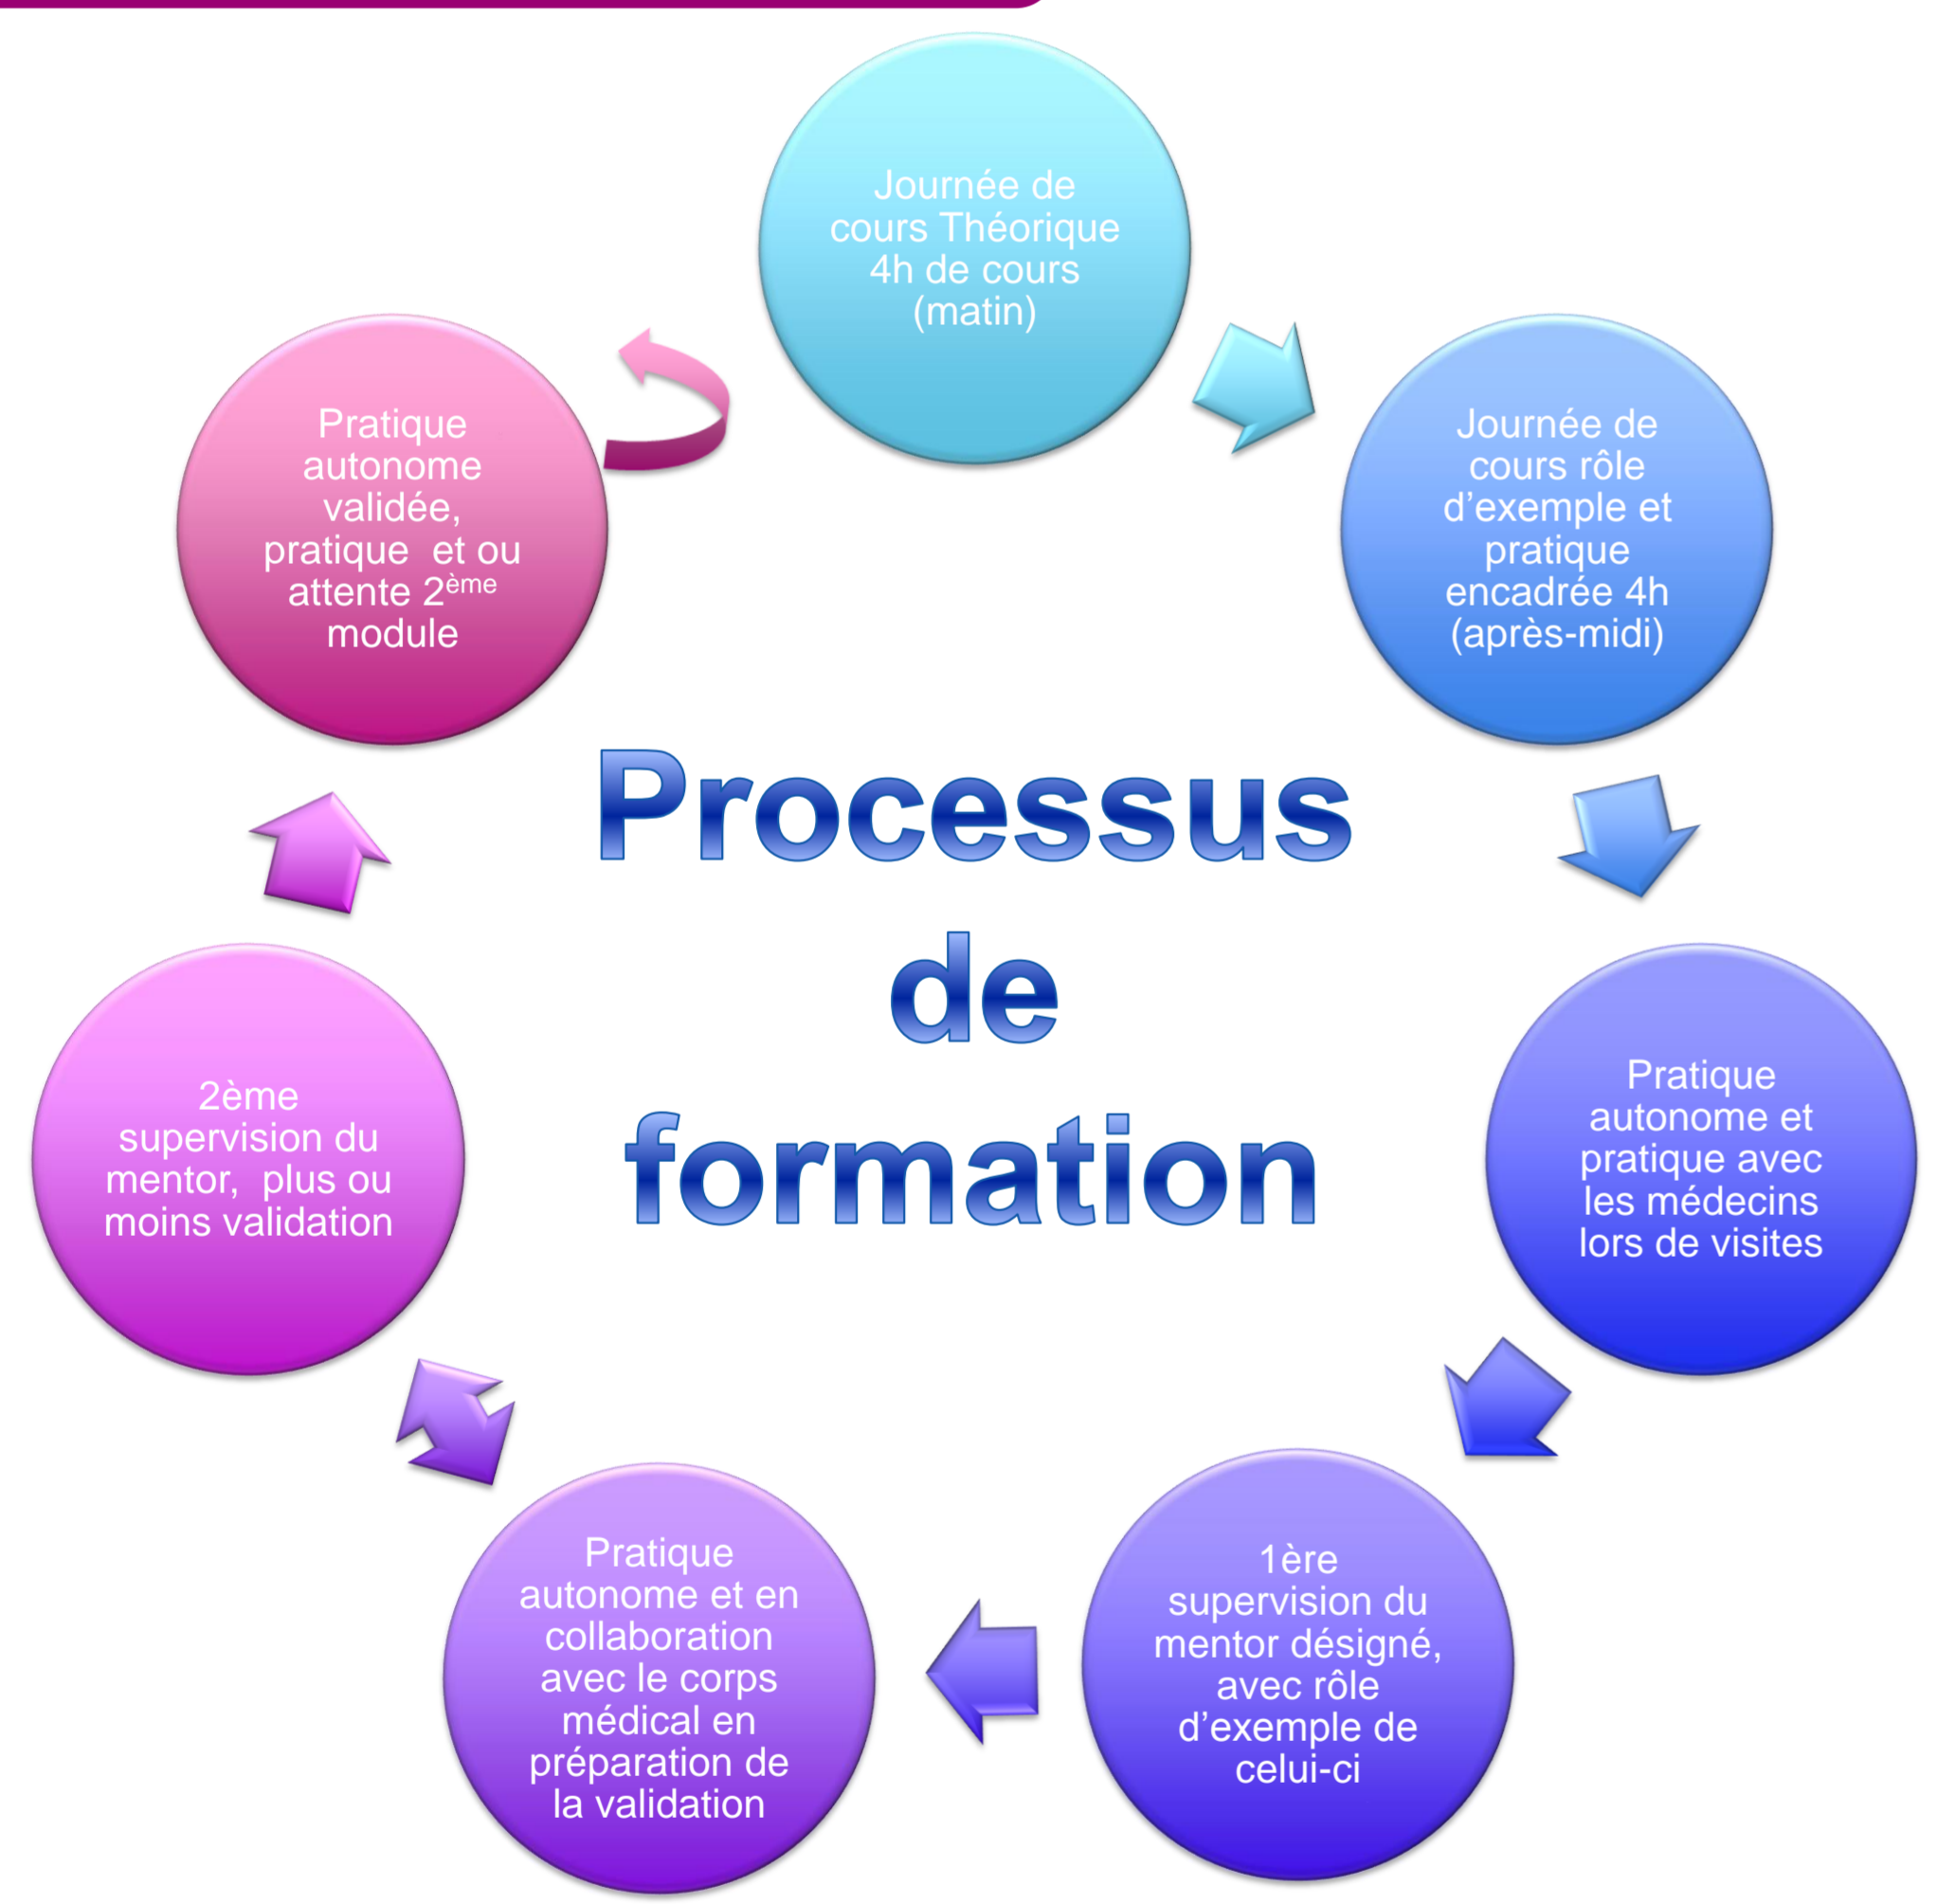 Journée de
cours Théorique
4h de cours
(matin)
Journée de
cours rôle
d’exemple et
pratique
encadrée 4h
(après-midi)
Pratique
autonome et
pratique avec
les médecins
lors de visites
1ère
supervision du
mentor désigné,
avec rôle
d’exemple de
celui-ci
Pratique
autonome et en
collaboration
avec le corps
médical en
préparation de
la validation
2ème
supervision du
mentor, plus ou
moins validation
Pratique
autonome
validée,
pratique et ou
attente 2ème
module
Processus
de
formation